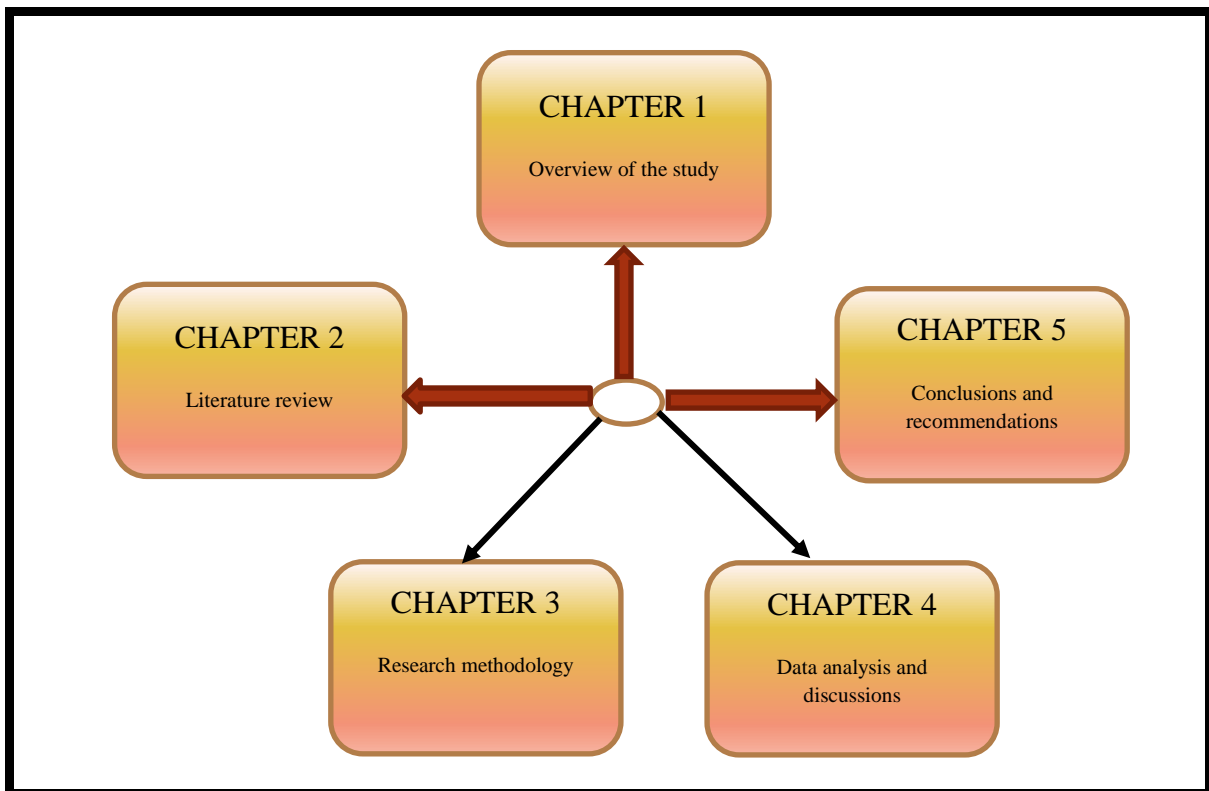 CHAPTER 1
Overview of the study
CHAPTER 2
Literature review
CHAPTER 5
Conclusions and
recommendations
CHAPTER 3
Research methodology
CHAPTER 4
Data analysis and
discussions